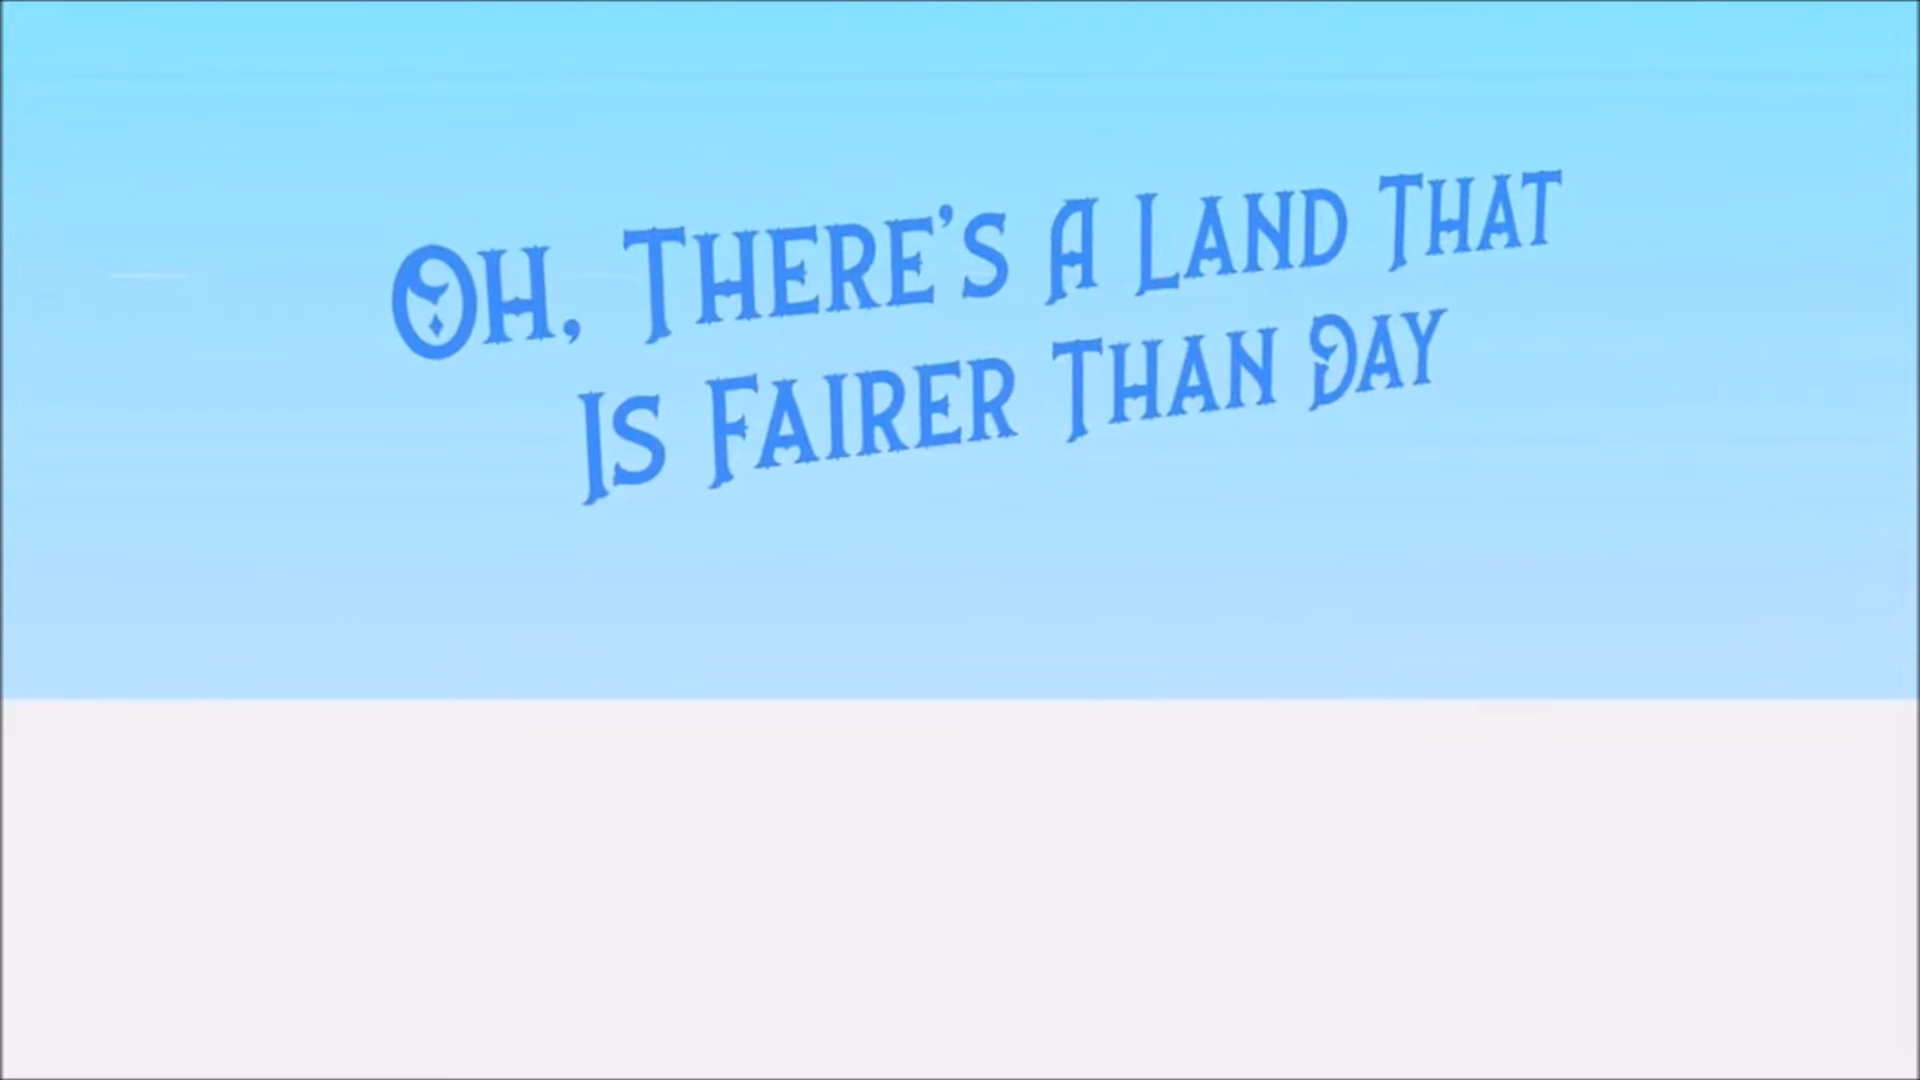 Oh, There's A Land That
Is Fairer Than Day